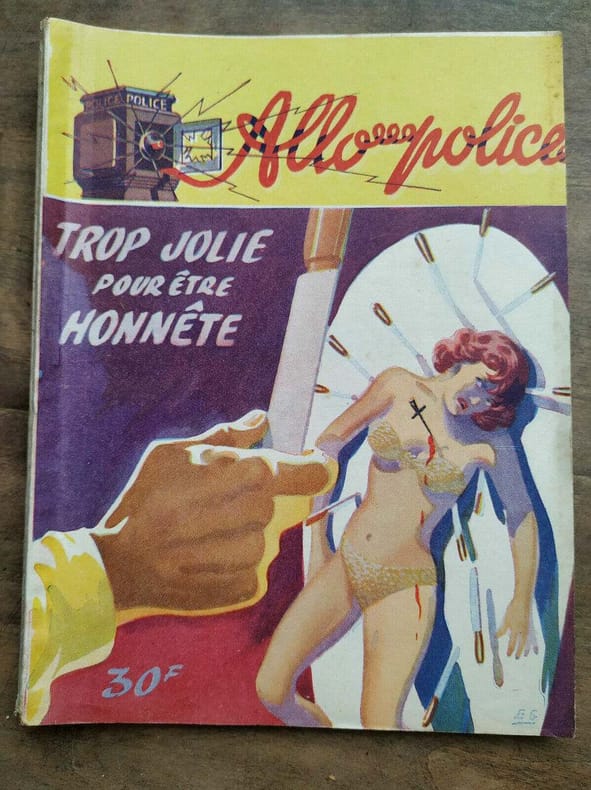 POLICE POLICE
Allo police
TROP JOLIE
POUR ÊTRE
HONNÊTE
30F
E G